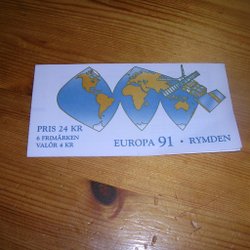 PRIS 24 KR
6 FRIMÄRKEN
VALÖR 4 KR
EUROPA 91 · RYMDEN